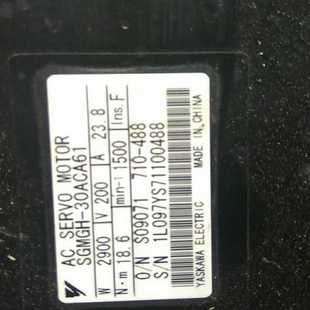 AC SERVO MOTOR
SGMGH-30ACA61
W 2900 V 200 A 23.8
N·m 18.6 min-1 1500 Ins. F
O/N S09071 710-488
S/N 1L097YS71100488
YASKAWA ELECTRIC MADE IN CHINA